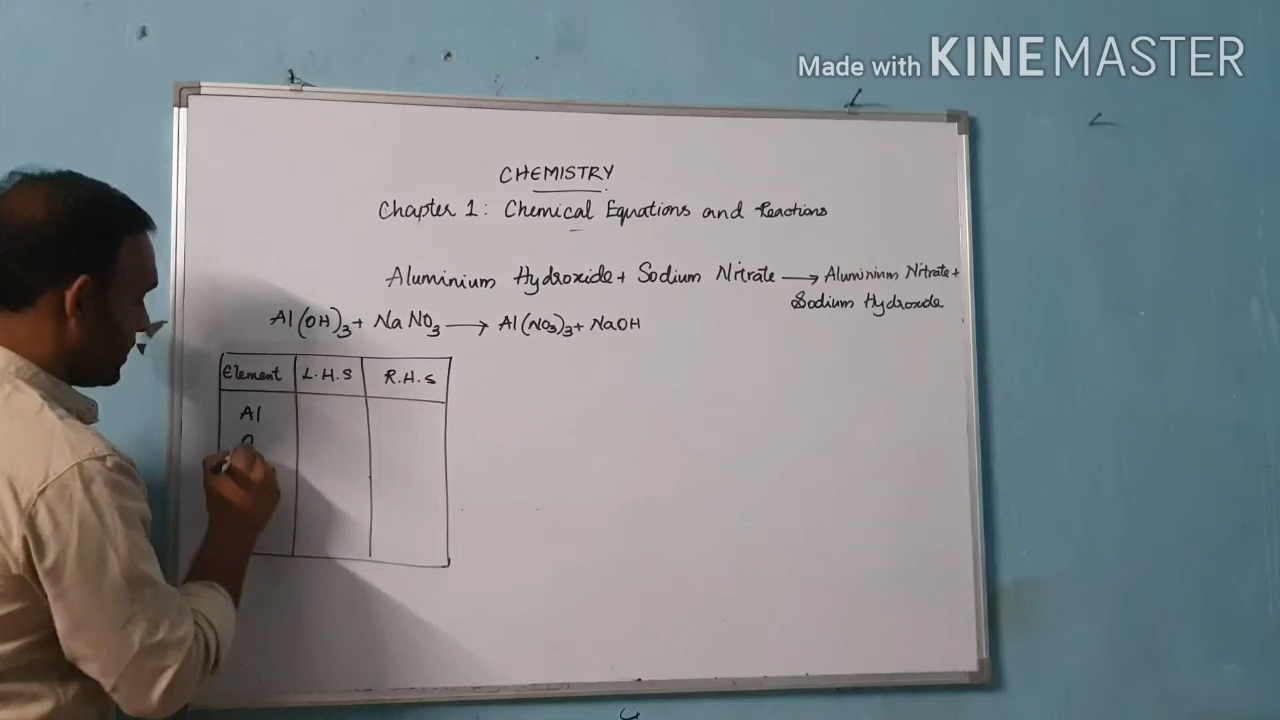 Made with KINEMASTER
CHEMISTRY
Chapter 1: Chemical Equations and Reactions
Aluminium Hydroxide + Sodium Nitrate → Aluminium Nitrate +
Sodium Hydroxide
Al(OH)₃ + NaNO₃ → Al(NO₃)₃ + NaOH
Element L.H.S R.H.S
Al
O